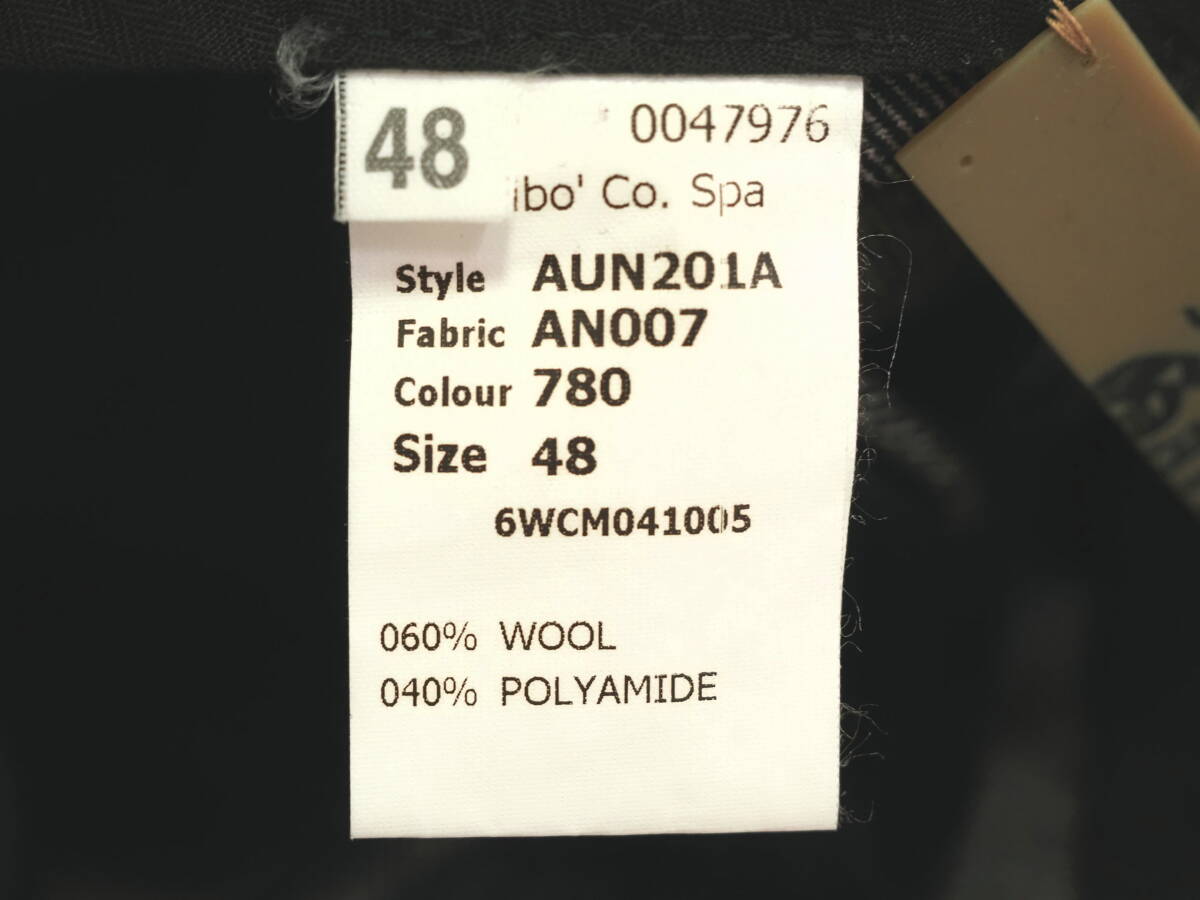 48
0047976
ibo' Co. Spa
Style AUN201A
Fabric AN007
Colour 780
Size 48
6WCM041005
060% WOOL
040% POLYAMIDE